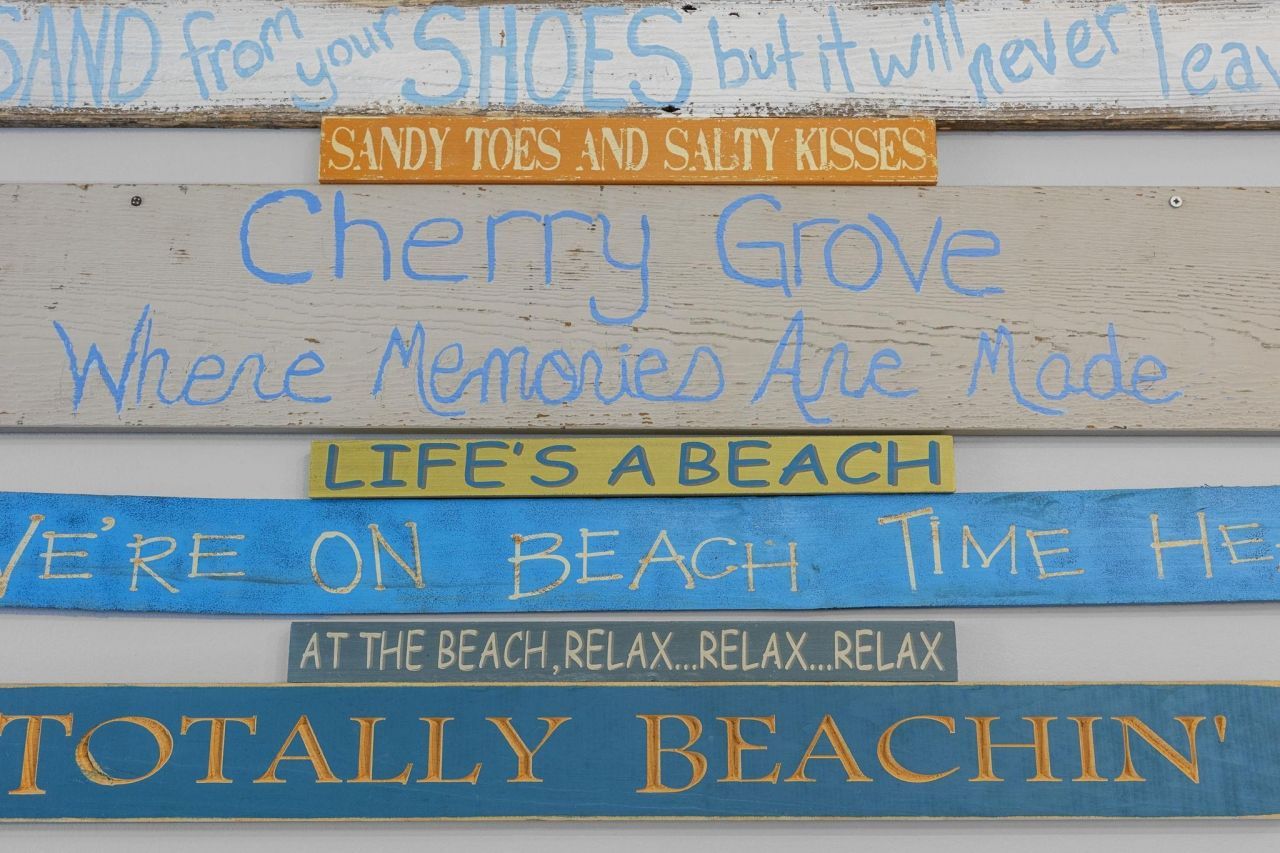 SAND from your SHOES but it will never leav
SANDY TOES AND SALTY KISSES
Cherry Grove
Where Memories Are Made
LIFE'S A BEACH
WE'RE ON BEACH TIME HE
AT THE BEACH, RELAX...RELAX...RELAX
TOTALLY BEACHIN'